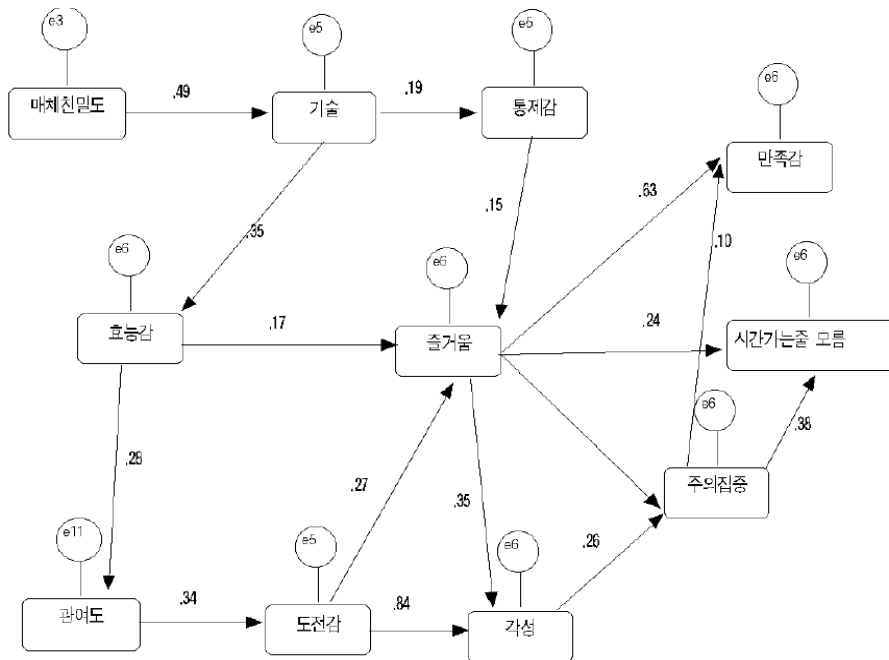 e3
e5
e5
매체친밀도
.49
기술
.19
통제감
e6
만족감
.63
.15
.10
.35
e6
e6
e6
효능감
.17
즐거움
.24
시간가는줄 모름
e6
.38
.28
.27
.35
주의집중
e11
e5
e6
.26
관여도
.34
도전감
.84
각성